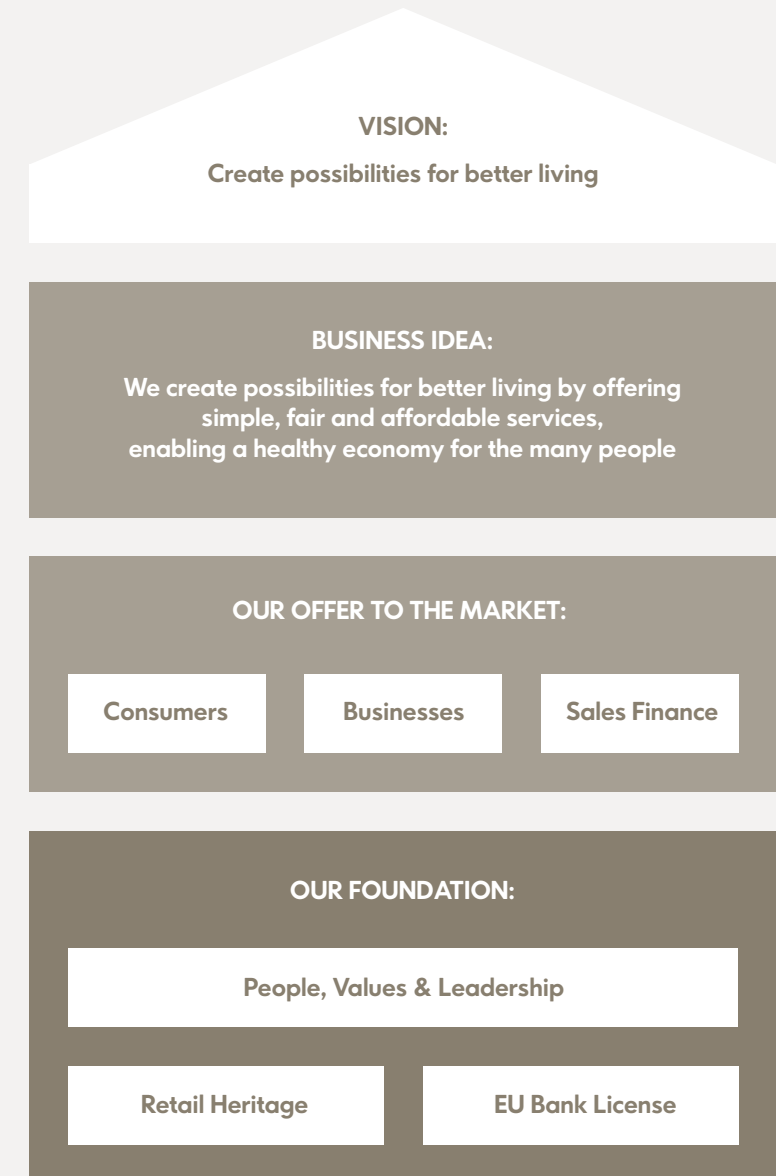 VISION:
Create possibilities for better living
BUSINESS IDEA:
We create possibilities for better living by offering
simple, fair and affordable services,
enabling a healthy economy for the many people
OUR OFFER TO THE MARKET:
Consumers
Businesses
Sales Finance
OUR FOUNDATION:
People, Values & Leadership
Retail Heritage
EU Bank License